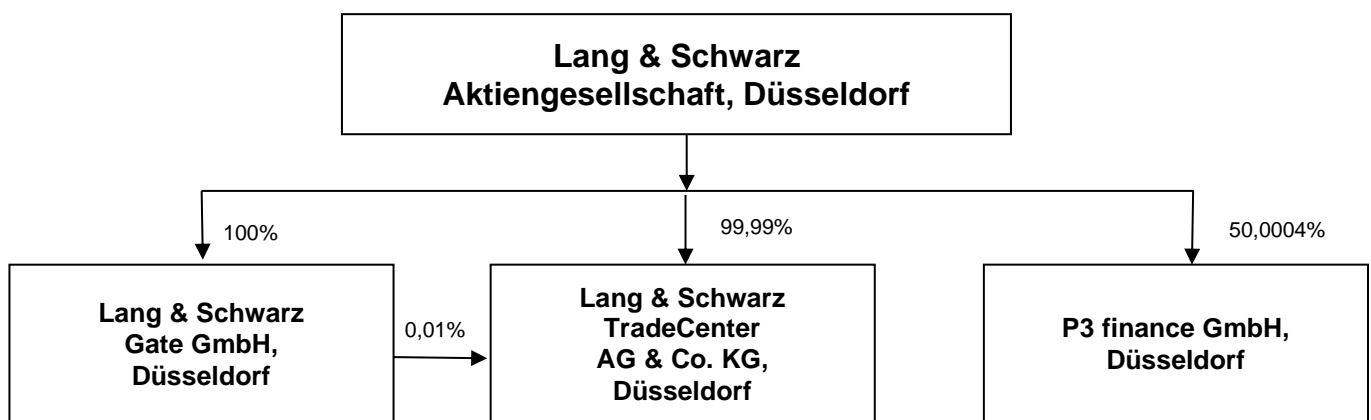 Lang & Schwarz
Aktiengesellschaft, Düsseldorf
100%
99,99%
50,0004%
Lang & Schwarz
Gate GmbH,
Düsseldorf
0,01%
Lang & Schwarz
TradeCenter
AG & Co. KG,
Düsseldorf
P3 finance GmbH,
Düsseldorf